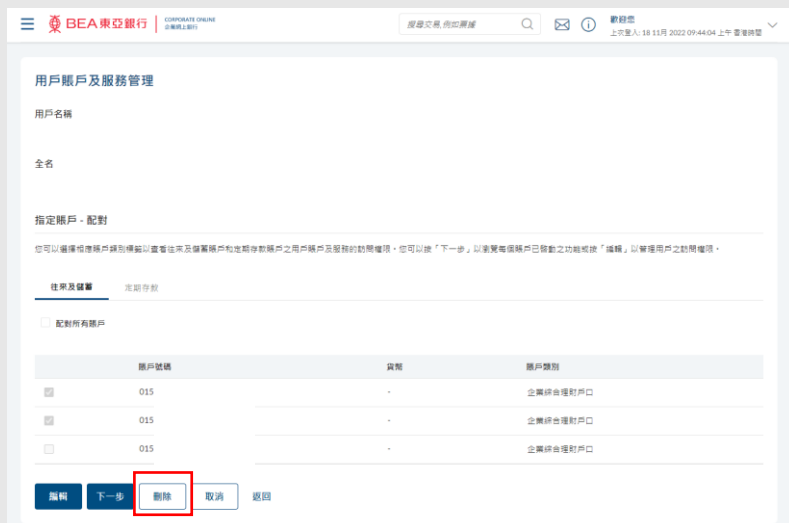 BEA東亞銀行 CORPORATE ONLINE
企業網上銀行
搜尋交易,例如票據
歡迎您
上次登入: 18 11月 2022 09:44:04 上午 香港時間
用戶賬戶及服務管理
用戶名稱
全名
指定賬戶 - 配對
您可以選擇相應賬戶類別標籤以查看往來及儲蓄賬戶和定期存款賬戶之用戶賬戶及服務的訪問權限。您可以按「下一步」以瀏覽每個賬戶已啟動之功能或按「編輯」以管理用戶之訪問權限。
往來及儲蓄 定期存款
配對所有賬戶
賬戶號碼 貨幣 賬戶類別
015 - 企業綜合理財戶口
015 - 企業綜合理財戶口
015 - 企業綜合理財戶口
編輯 下一步 刪除 取消 返回